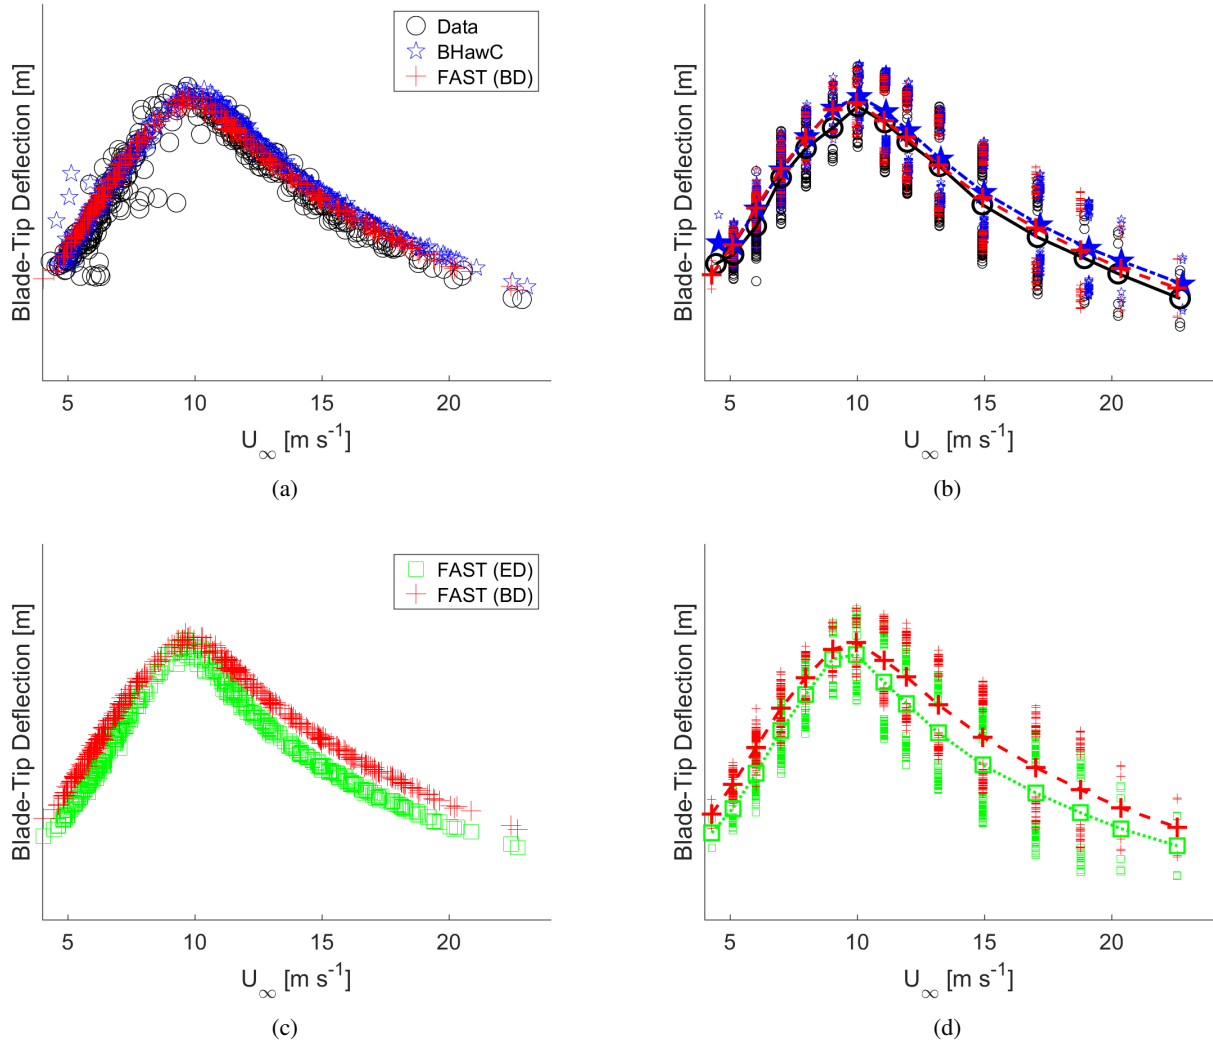 Data
BHawC
FAST (BD)
Blade-Tip Deflection [m]
5 10 15 20
U∞ [m s-1]
(a)
Blade-Tip Deflection [m]
5 10 15 20
U∞ [m s-1]
(b)
FAST (ED)
FAST (BD)
Blade-Tip Deflection [m]
5 10 15 20
U∞ [m s-1]
(c)
Blade-Tip Deflection [m]
5 10 15 20
U∞ [m s-1]
(d)